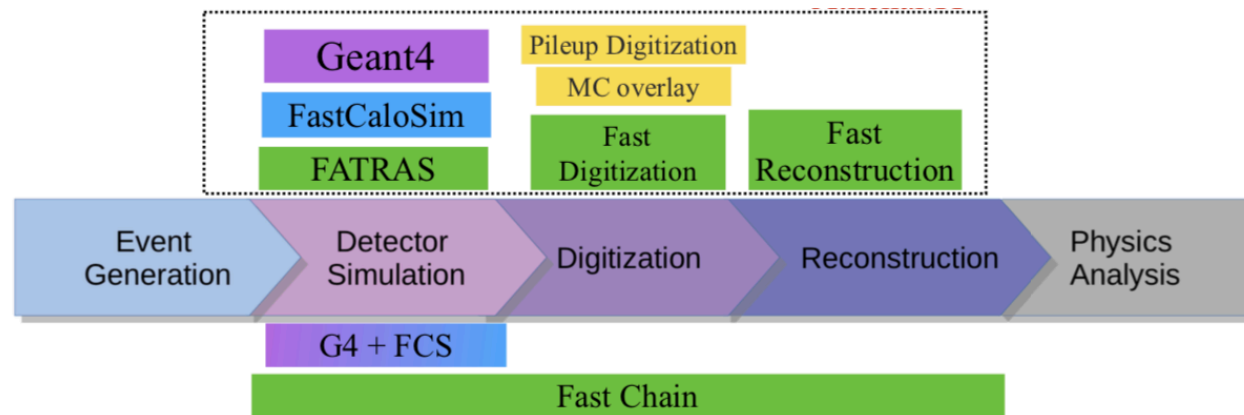 Geant4
FastCaloSim
FATRAS
Pileup Digitization
MC overlay
Fast
Digitization
Fast
Reconstruction
Event
Generation
Detector
Simulation
Digitization
Reconstruction
Physics
Analysis
G4 + FCS
Fast Chain